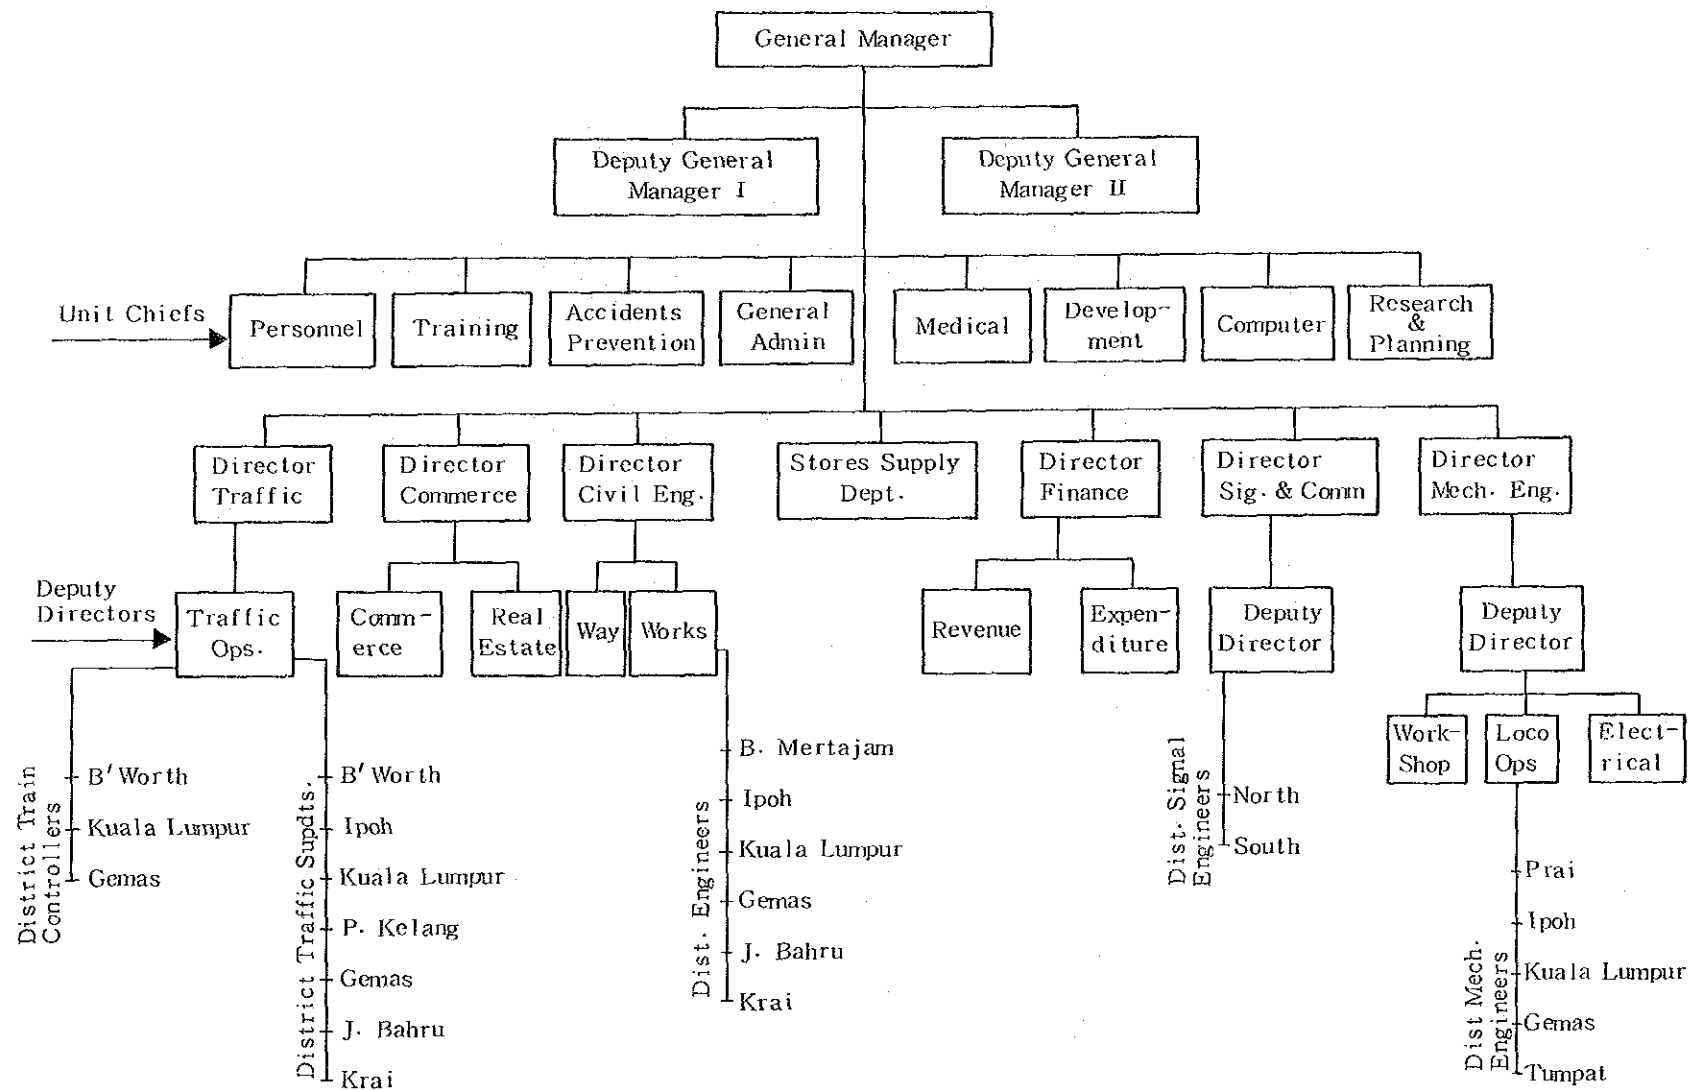 General Manager
Deputy General
Manager I
Deputy General
Manager II
Unit Chiefs
Personnel
Training
Accidents
Prevention
General
Admin
Medical
Develop-
ment
Computer
Research
&
Planning
Director
Traffic
Director
Commerce
Director
Civil Eng.
Stores Supply
Dept.
Director
Finance
Director
Sig. & Comm
Director
Mech. Eng.
Deputy
Directors
Traffic
Ops.
Comm-
erce
Real
Estate
Way
Works
Revenue
Expen-
diture
Deputy
Director
Deputy
Director
Work-
Shop
Loco
Ops
Elect-
rical
District Train
Controllers
B'Worth
Kuala Lumpur
Gemas
District Traffic Supdts.
B'Worth
Ipoh
Kuala Lumpur
P. Kelang
Gemas
J. Bahru
Krai
Dist. Engineers
B. Mertajam
Ipoh
Kuala Lumpur
Gemas
J. Bahru
Krai
Dist. Signal
Engineers
North
South
Dist Mech.
Engineers
Prai
Ipoh
Kuala Lumpur
Gemas
Tumpat